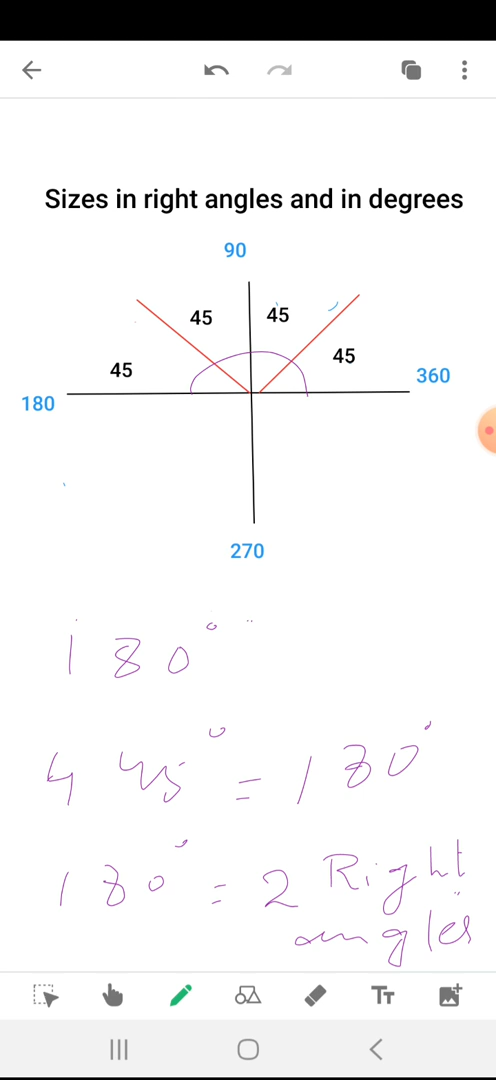 Sizes in right angles and in degrees
90
45 45
45 45
360
180
270
180°
4 45° = 180°
180° = 2 Right
angles